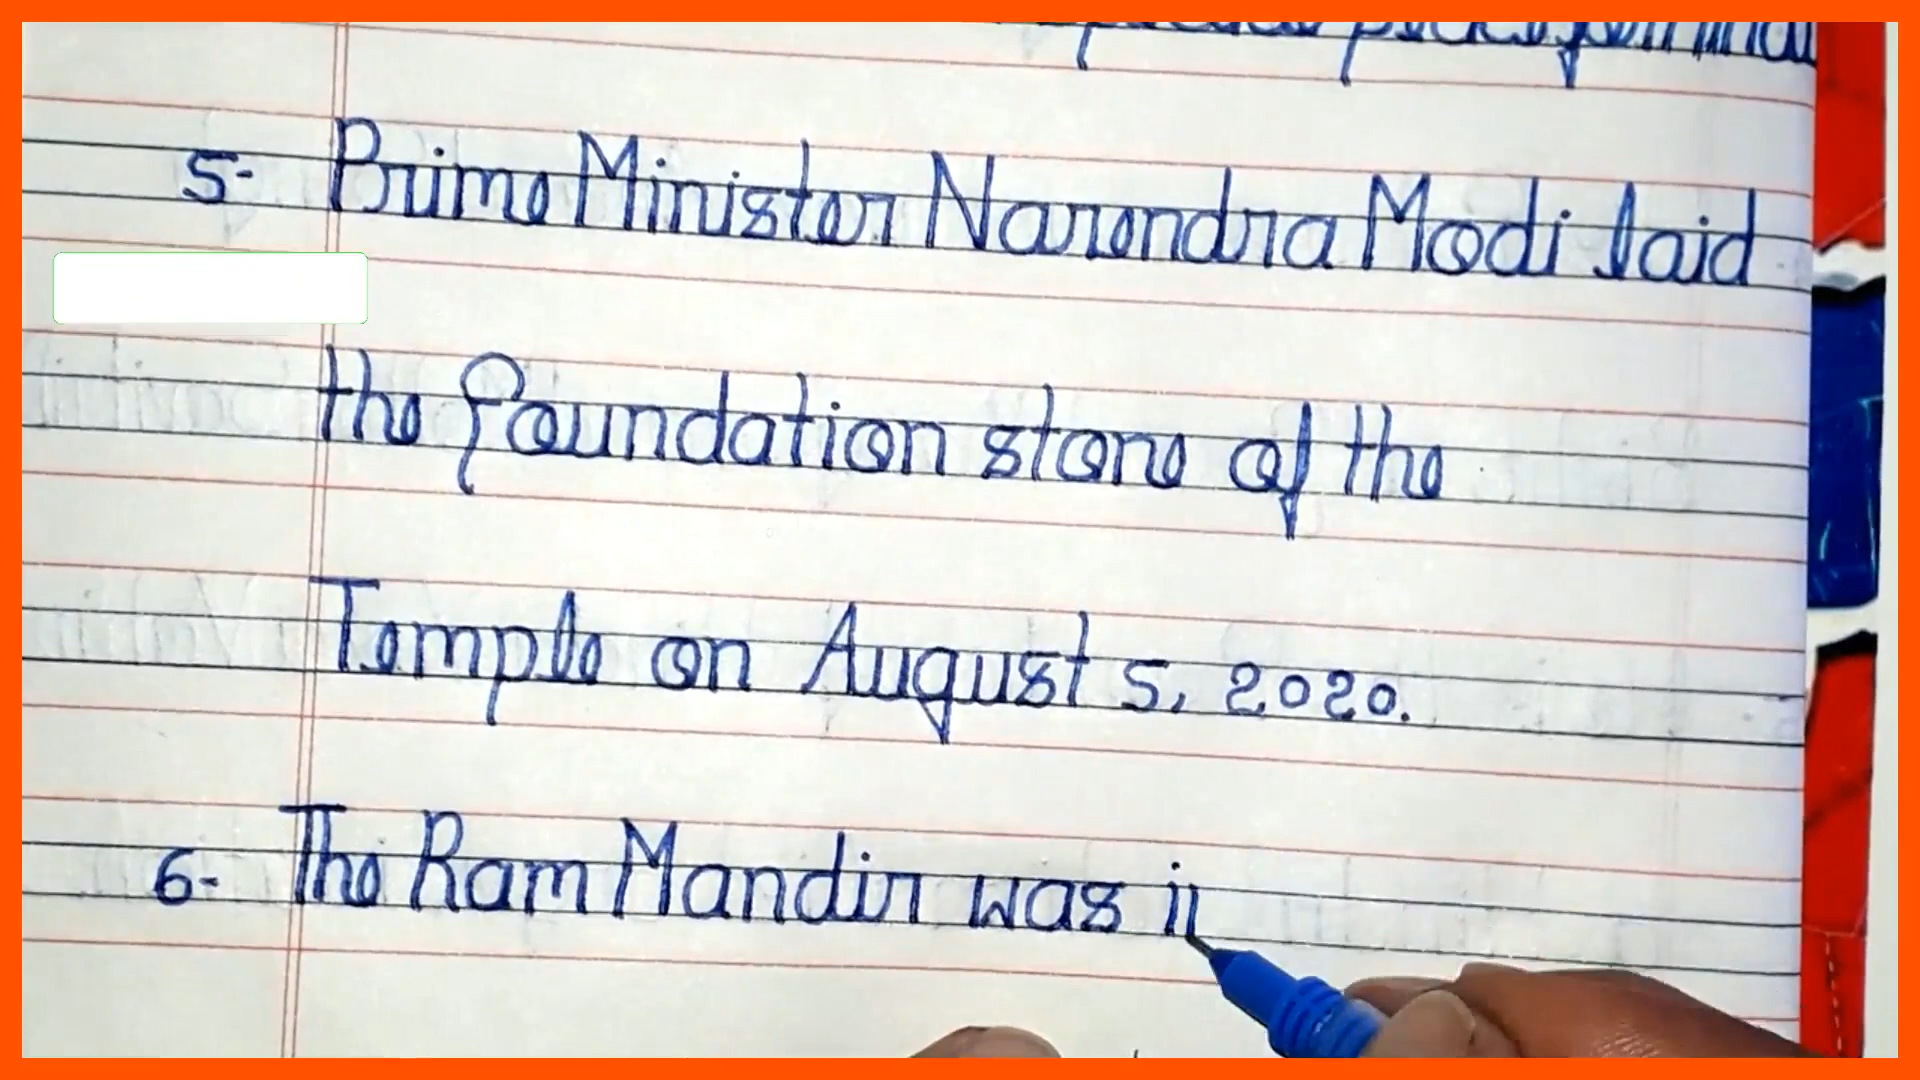 5- Prime Minister Narendra Modi laid
the foundation stone of the
Temple on August 5, 2020.
6- The Ram Mandir was